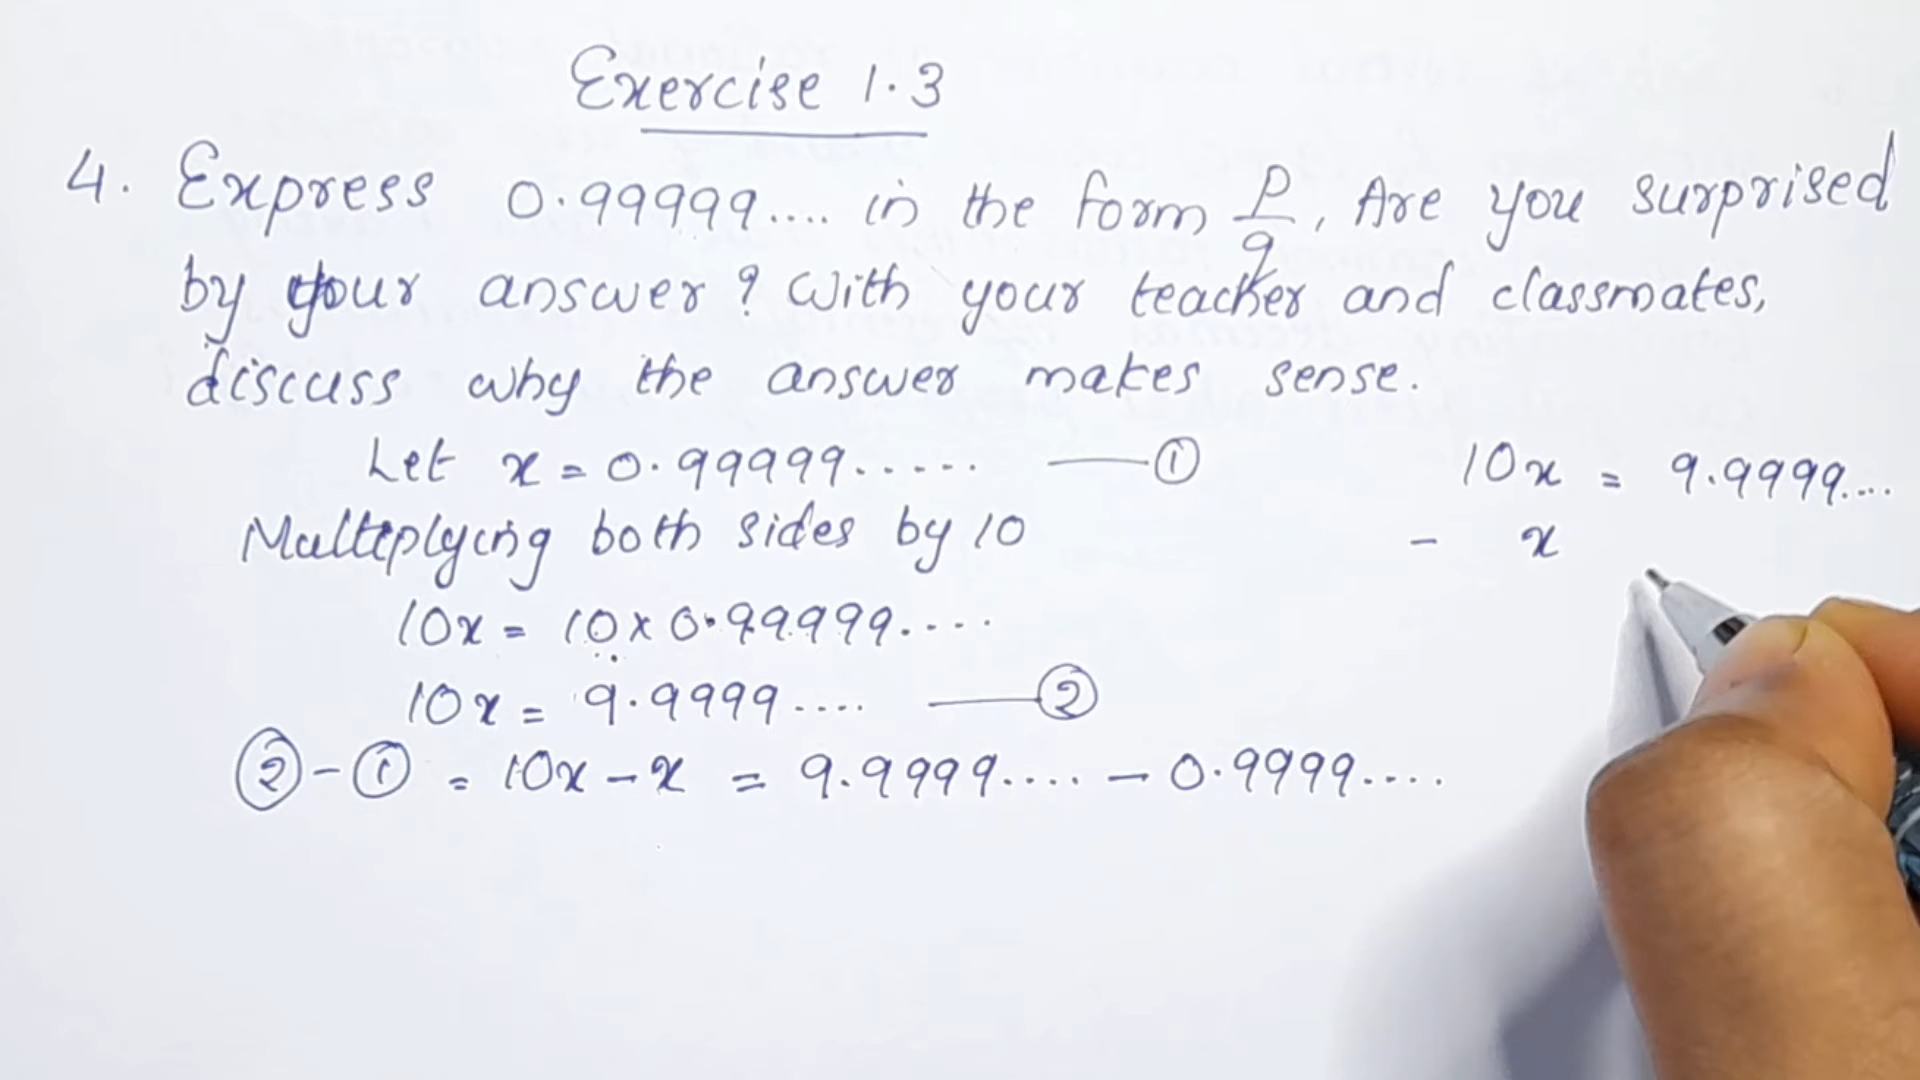 Exercise 1.3
4. Express 0.99999.... in the form p/q, Are you surprised
by your answer? With your teacher and classmates,
discuss why the answer makes sense.
Let x = 0.99999..... —①
Multiplying both sides by 10
10x = 10 x 0.99999....
10x = 9.9999.... —②
②-① = 10x - x = 9.9999.... - 0.9999....
10x = 9.9999....
- x